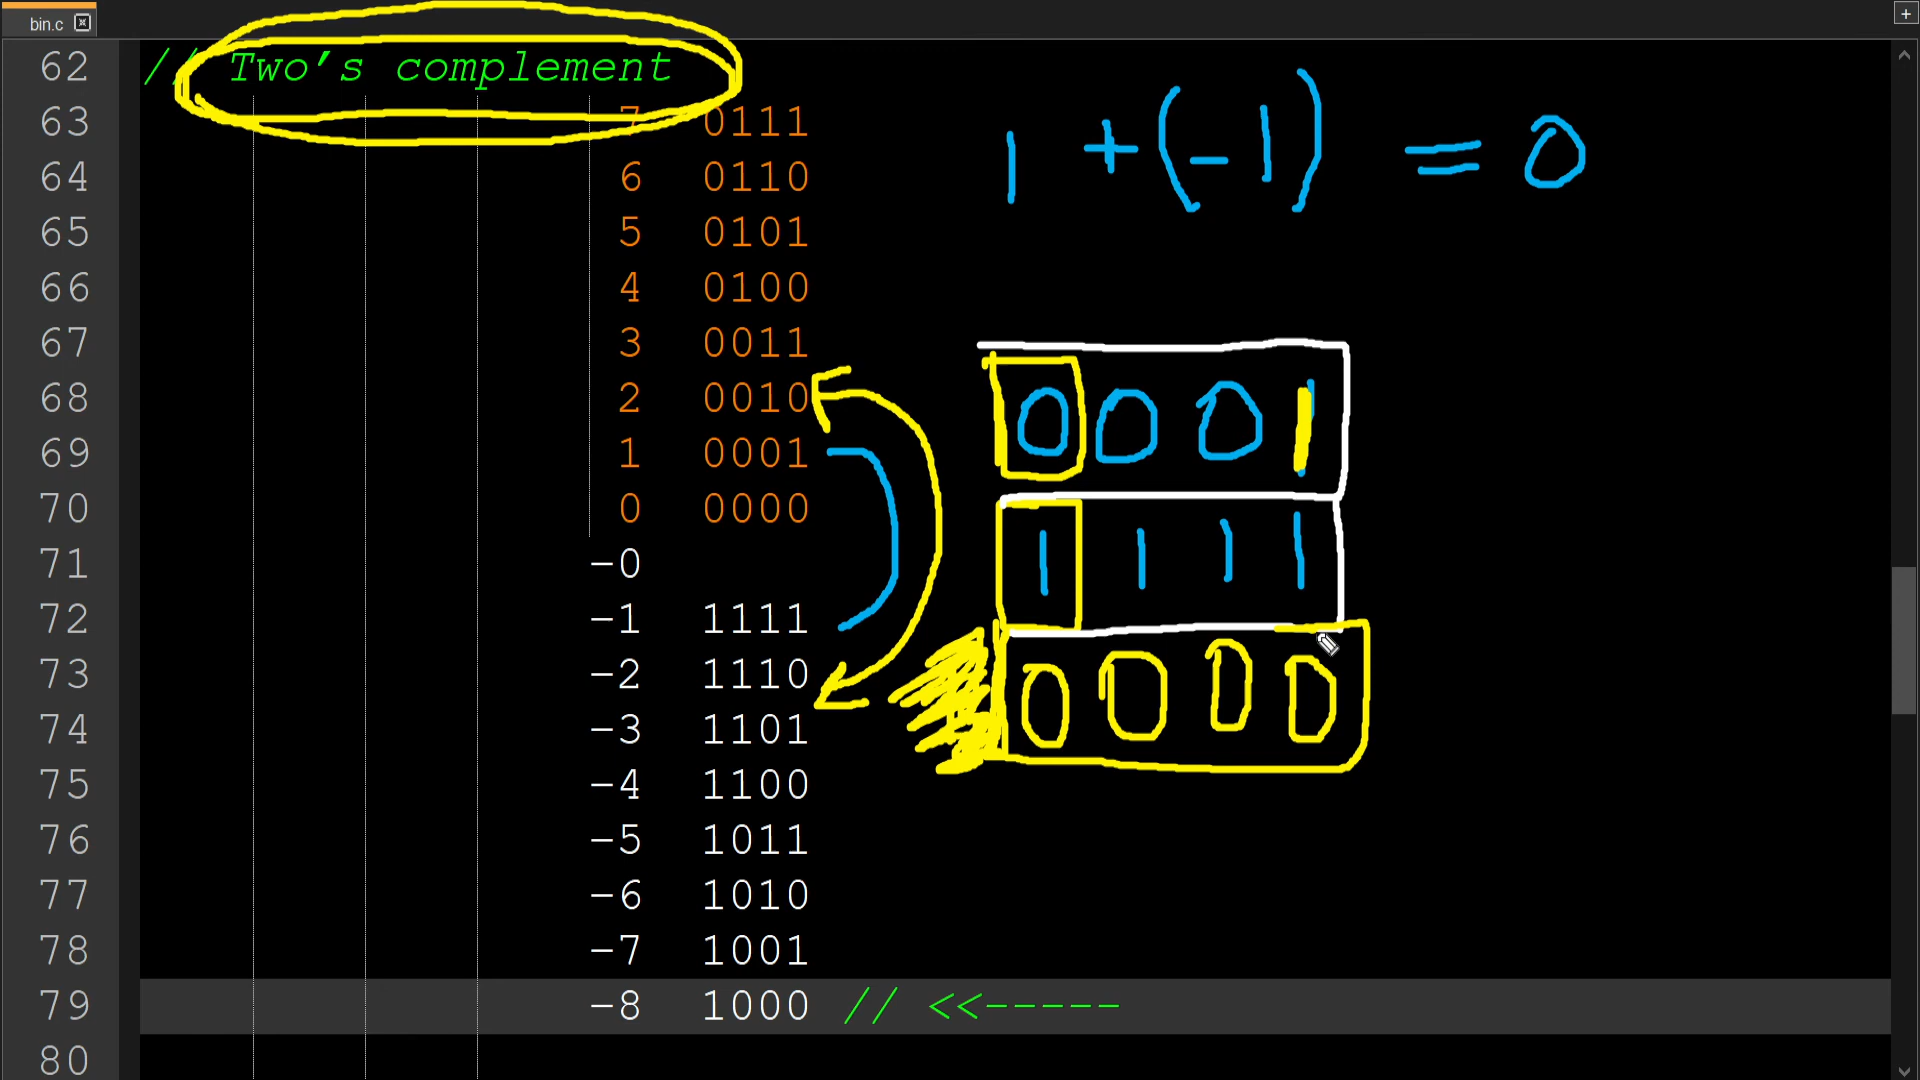 bin.c
62 // Two's complement
63 7 0111
64 6 0110
65 5 0101
66 4 0100
67 3 0011
68 2 0010
69 1 0001
70 0 0000
71 -0
72 -1 1111
73 -2 1110
74 -3 1101
75 -4 1100
76 -5 1011
77 -6 1010
78 -7 1001
79 -8 1000 // <<-----
80
1 + (-1) = 0
0 0 0 1
1 1 1 1
0 0 0 0